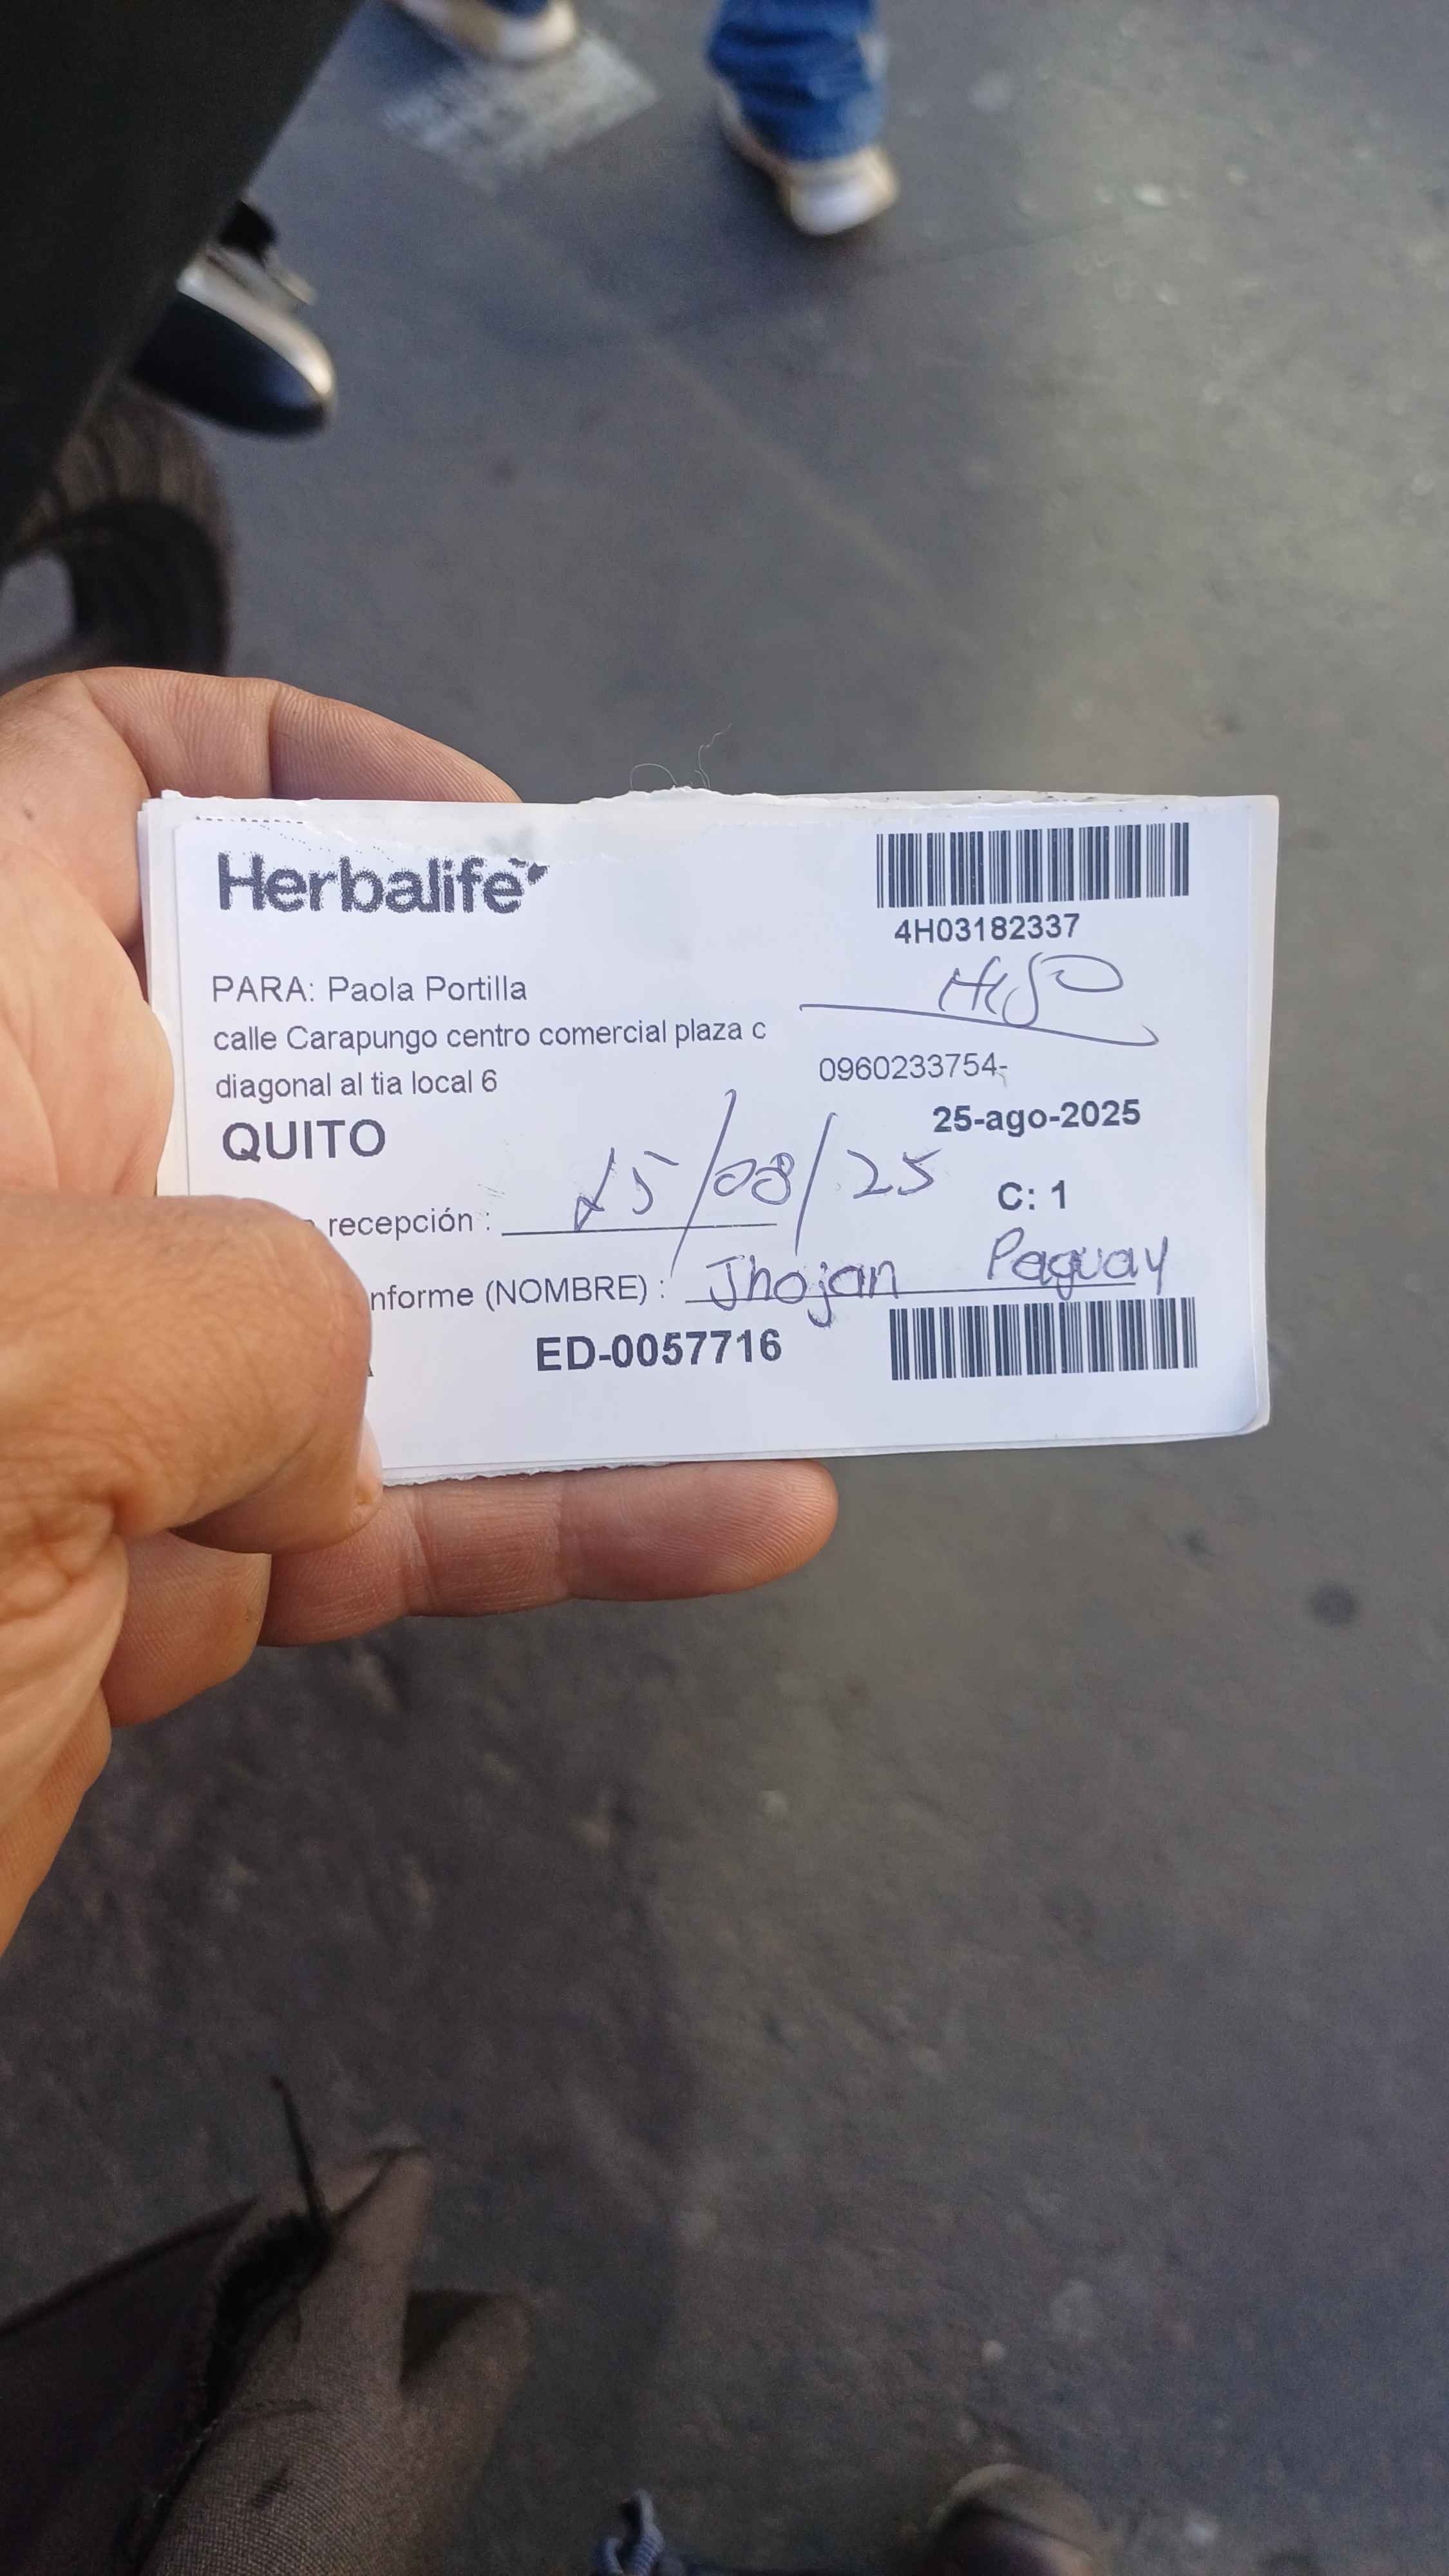 Herbalife
4H03182337
PARA: Paola Portilla
calle Carapungo centro comercial plaza c
diagonal al tia local 6
0960233754-
QUITO
25-ago-2025
recepción : 25/08/25
C: 1
nforme (NOMBRE) : Jhojan Paguay
ED-0057716